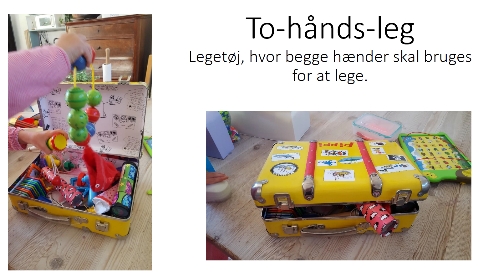 To-hånds-leg
Legetøj, hvor begge hænder skal bruges
for at lege.